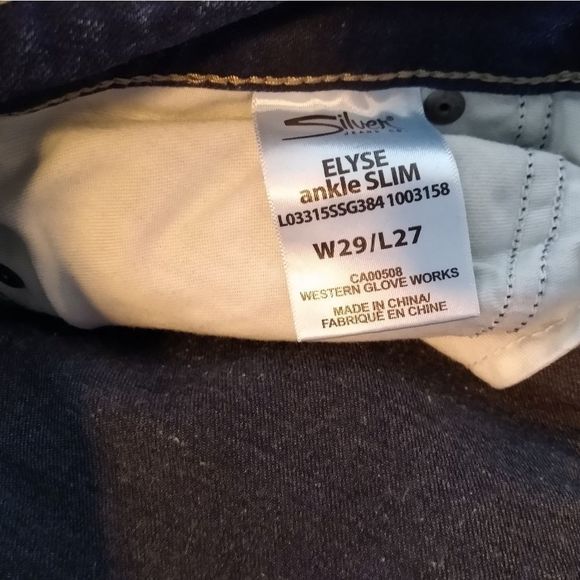 Silver
JEANS CO
ELYSE
ankle SLIM
L03315SSG384 1003158
W29/L27
CA00508
WESTERN GLOVE WORKS
MADE IN CHINA/
FABRIQUÉ EN CHINE